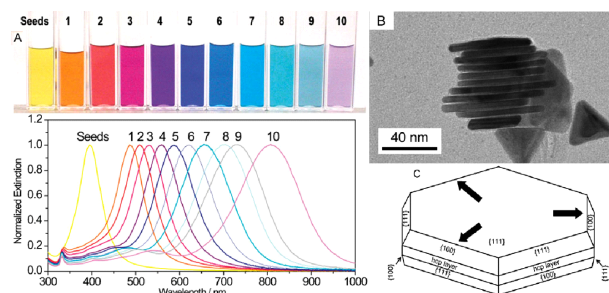 Seeds 1 2 3 4 5 6 7 8 9 10
A
Normalized Extinction
1.0
0.8
0.6
0.4
0.2
0.0
Seeds 1 2 3 4 5 6 7 8 9 10
300 400 500 600 700 800 900 1000
Wavelength / nm
B
40 nm
C
{111}
{100}
{100}
[111]
{111}
hcp layer
hcp layer
{111}
{100}
{100}
{111}